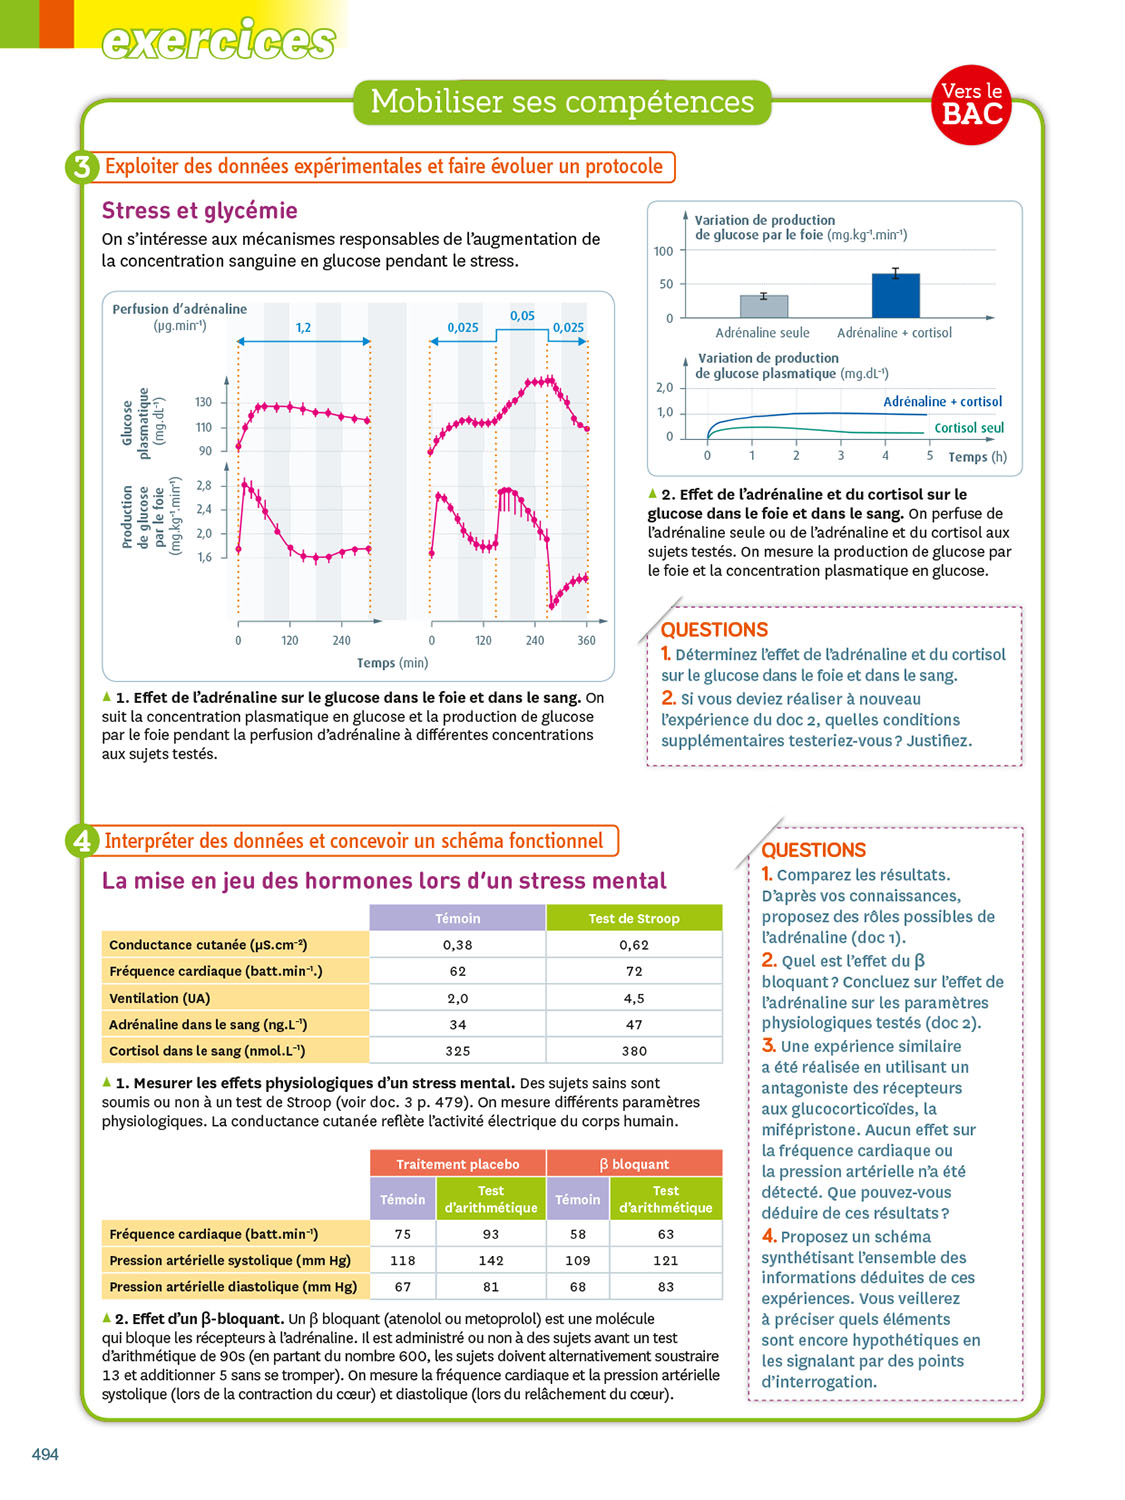 exercices
Mobiliser ses compétences
Vers le
BAC
3 Exploiter des données expérimentales et faire évoluer un protocole
Stress et glycémie
On s'intéresse aux mécanismes responsables de l'augmentation de
la concentration sanguine en glucose pendant le stress.
Perfusion d'adrénaline
(µg.min⁻¹)
1,2
0,025
0,05
0,025
Glucose
plasmatique
(mg.dL⁻¹)
130
110
90
Production
de glucose
par le foie
(mg.kg⁻¹.min⁻¹)
2,8
2,4
2,0
1,6
0 120 240
0 120 240 360
Temps (min)
▲ 1. Effet de l'adrénaline sur le glucose dans le foie et dans le sang. On
suit la concentration plasmatique en glucose et la production de glucose
par le foie pendant la perfusion d'adrénaline à différentes concentrations
aux sujets testés.
Variation de production
de glucose par le foie (mg.kg⁻¹.min⁻¹)
100
50
0
Adrénaline seule Adrénaline + cortisol
Variation de production
de glucose plasmatique (mg.dL⁻¹)
2,0
1,0
0
Adrénaline + cortisol
Cortisol seul
0 1 2 3 4 5 Temps (h)
▲ 2. Effet de l'adrénaline et du cortisol sur le
glucose dans le foie et dans le sang. On perfuse de
l'adrénaline seule ou de l'adrénaline et du cortisol aux
sujets testés. On mesure la production de glucose par
le foie et la concentration plasmatique en glucose.
QUESTIONS
1. Déterminez l'effet de l'adrénaline et du cortisol
sur le glucose dans le foie et dans le sang.
2. Si vous deviez réaliser à nouveau
l'expérience du doc 2, quelles conditions
supplémentaires testeriez-vous ? Justifiez.
4 Interpréter des données et concevoir un schéma fonctionnel
La mise en jeu des hormones lors d'un stress mental
Témoin Test de Stroop
Conductance cutanée (µS.cm⁻²) 0,38 0,62
Fréquence cardiaque (batt.min⁻¹.) 62 72
Ventilation (UA) 2,0 4,5
Adrénaline dans le sang (ng.L⁻¹) 34 47
Cortisol dans le sang (nmol.L⁻¹) 325 380
▲ 1. Mesurer les effets physiologiques d'un stress mental. Des sujets sains sont
soumis ou non à un test de Stroop (voir doc. 3 p. 479). On mesure différents paramètres
physiologiques. La conductance cutanée reflète l'activité électrique du corps humain.
Traitement placebo β bloquant
Témoin Test d'arithmétique Témoin Test d'arithmétique
Fréquence cardiaque (batt.min⁻¹) 75 93 58 63
Pression artérielle systolique (mm Hg) 118 142 109 121
Pression artérielle diastolique (mm Hg) 67 81 68 83
▲ 2. Effet d'un β-bloquant. Un β bloquant (atenolol ou metoprolol) est une molécule
qui bloque les récepteurs à l'adrénaline. Il est administré ou non à des sujets avant un test
d'arithmétique de 90s (en partant du nombre 600, les sujets doivent alternativement soustraire
13 et additionner 5 sans se tromper). On mesure la fréquence cardiaque et la pression artérielle
systolique (lors de la contraction du cœur) et diastolique (lors du relâchement du cœur).
QUESTIONS
1. Comparez les résultats.
D'après vos connaissances,
proposez des rôles possibles de
l'adrénaline (doc 1).
2. Quel est l'effet du β
bloquant ? Concluez sur l'effet de
l'adrénaline sur les paramètres
physiologiques testés (doc 2).
3. Une expérience similaire
a été réalisée en utilisant un
antagoniste des récepteurs
aux glucocorticoïdes, la
mifépristone. Aucun effet sur
la fréquence cardiaque ou
la pression artérielle n'a été
détecté. Que pouvez-vous
déduire de ces résultats ?
4. Proposez un schéma
synthétisant l'ensemble des
informations déduites de ces
expériences. Vous veillerez
à préciser quels éléments
sont encore hypothétiques en
les signalant par des points
d'interrogation.
494